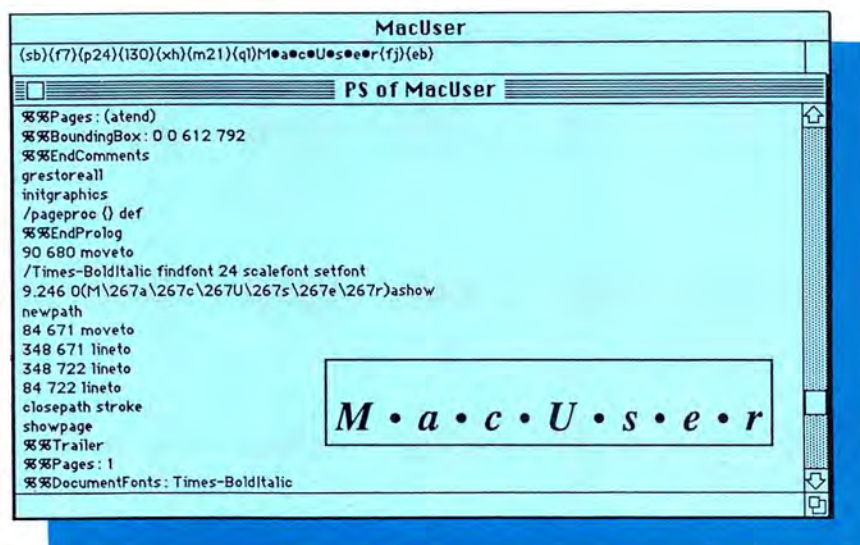 MacUser
{sb}{f7}{p24}{l30}{xh}{m21}{ql}M•a•c•U•s•e•r{fj}{eb}
PS of MacUser
%%Pages: (atend)
%%BoundingBox: 0 0 612 792
%%EndComments
grestoreall
initgraphics
/pageproc {} def
%%EndProlog
90 680 moveto
/Times-BoldItalic findfont 24 scalefont setfont
9.246 0(M\267a\267c\267U\267s\267e\267r)ashow
newpath
84 671 moveto
348 671 lineto
348 722 lineto
84 722 lineto
closepath stroke
showpage
%%Trailer
%%Pages: 1
%%DocumentFonts: Times-BoldItalic
M • a • c • U • s • e • r